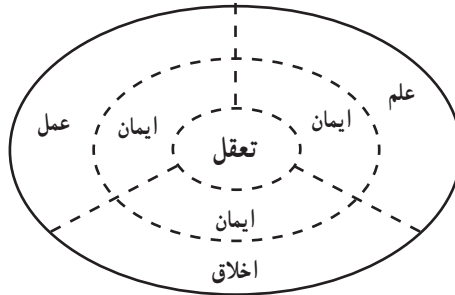 علم
عمل
ایمان
ایمان
تعقل
ایمان
اخلاق